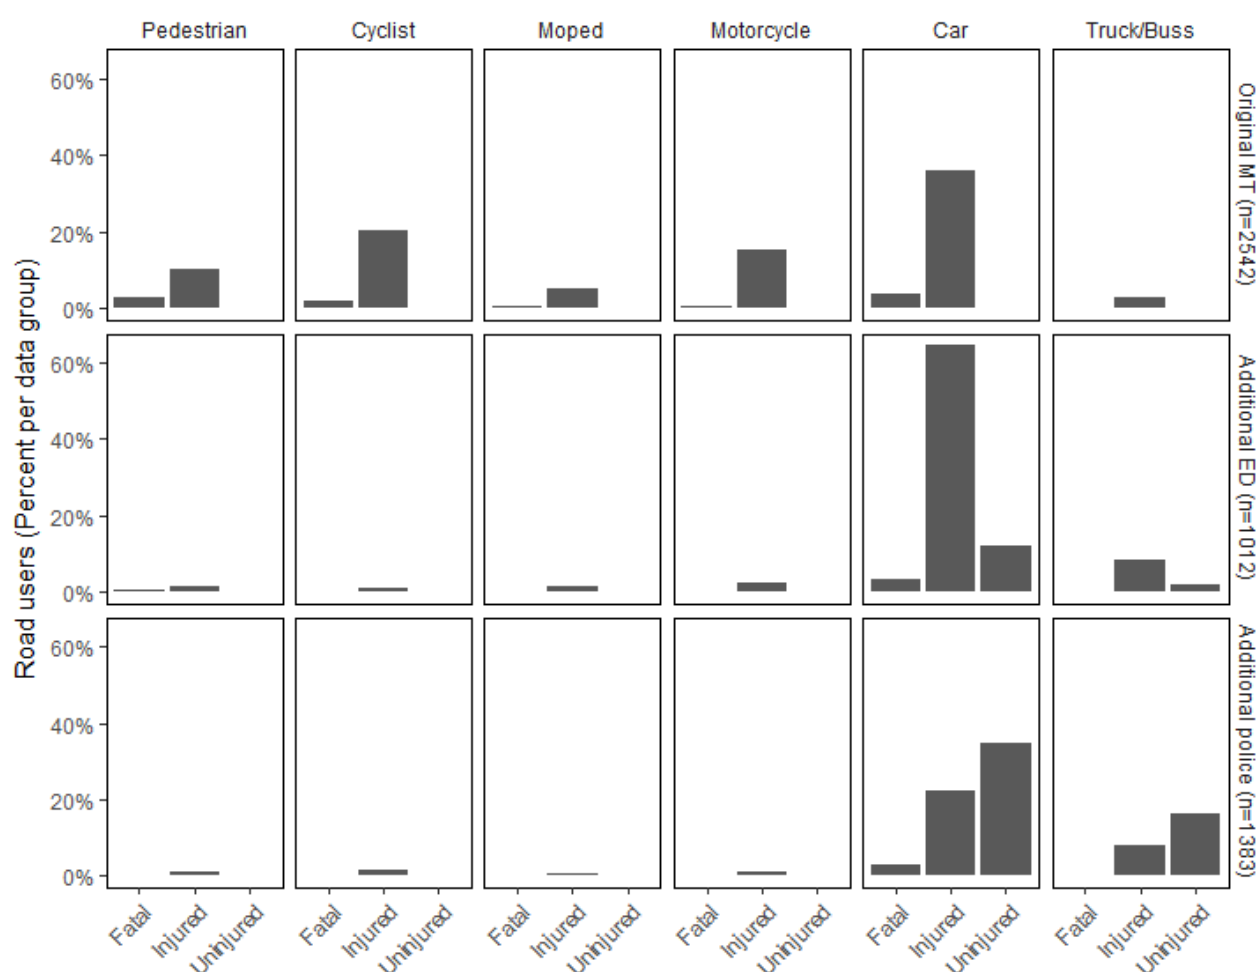 Pedestrian
Cyclist
Moped
Motorcycle
Car
Truck/Buss
Road users (Percent per data group)
60%
40%
20%
0%
Original MT (n=2542)
60%
40%
20%
0%
Additional ED (n=1012)
60%
40%
20%
0%
Additional police (n=1383)
Fatal
Injured
Uninjured
Fatal
Injured
Uninjured
Fatal
Injured
Uninjured
Fatal
Injured
Uninjured
Fatal
Injured
Uninjured
Fatal
Injured
Uninjured